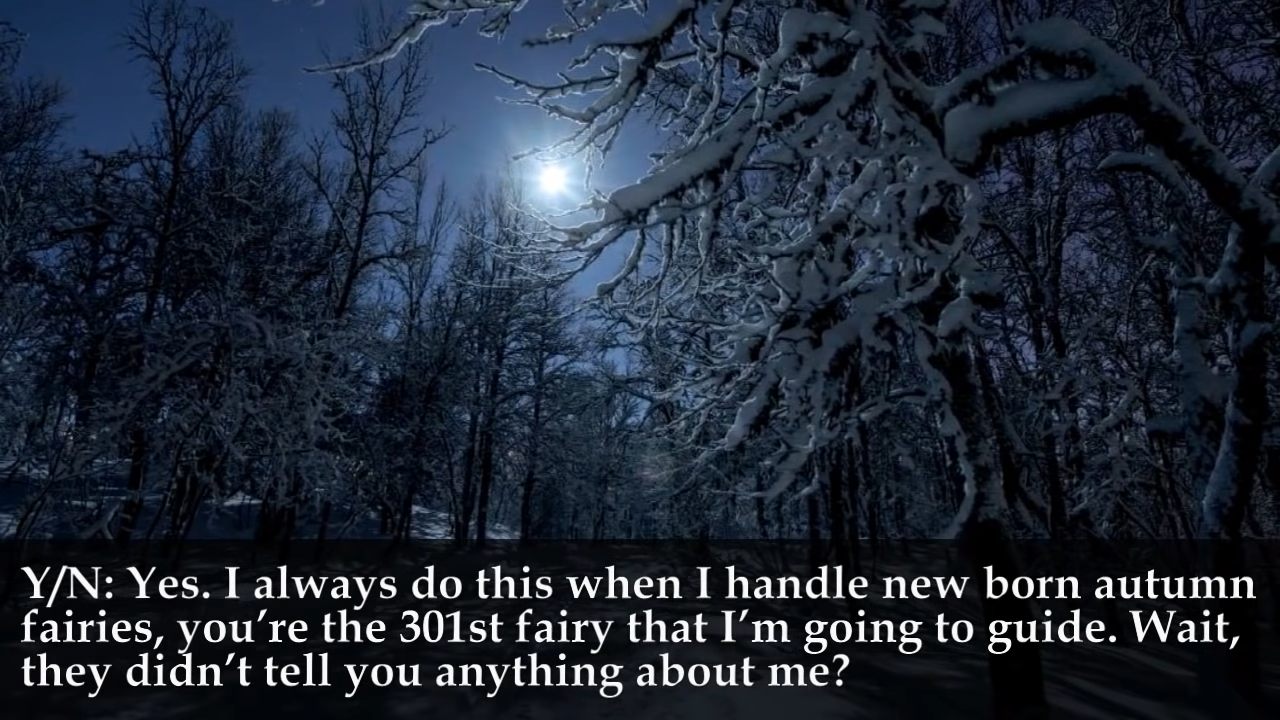 Y/N: Yes. I always do this when I handle new born autumn
fairies, you’re the 301st fairy that I’m going to guide. Wait,
they didn’t tell you anything about me?